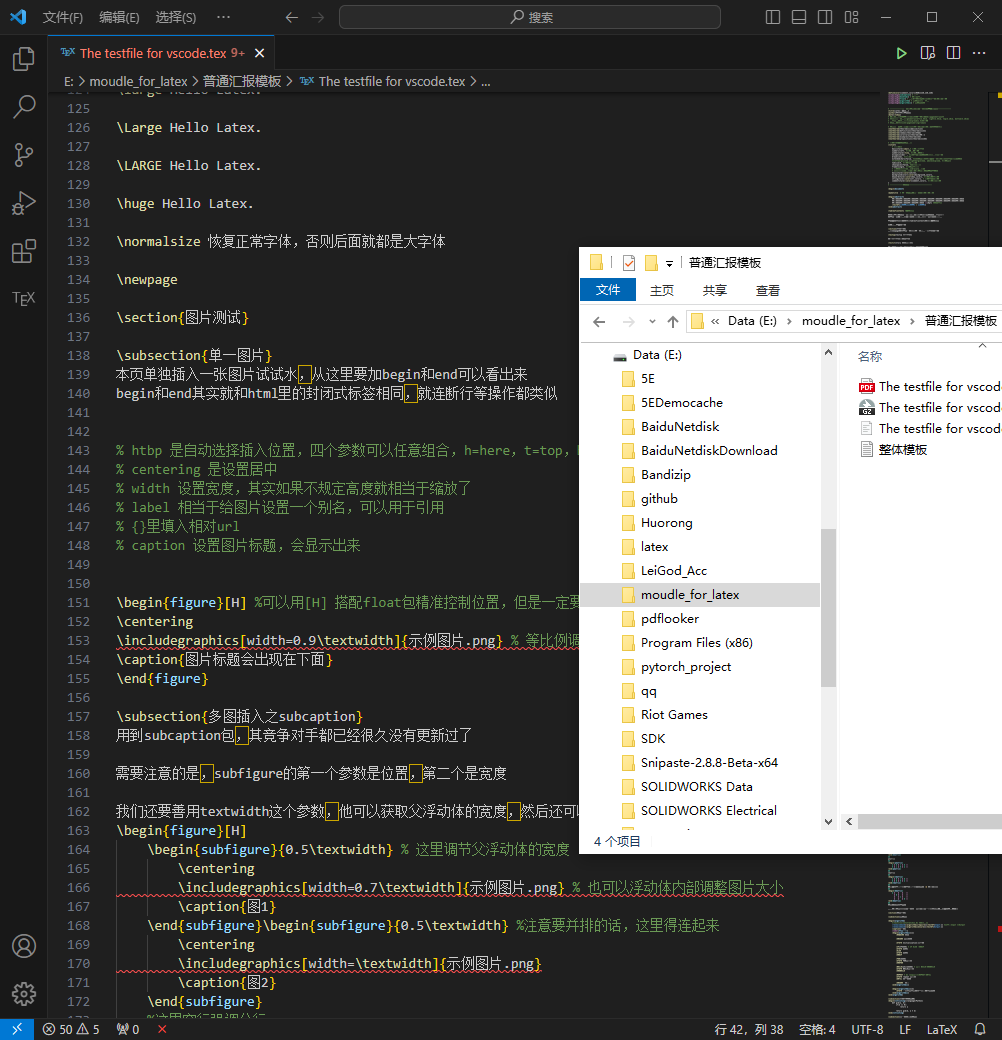 文件(F) 编辑(E) 选择(S) ··· 搜索
TEX The testfile for vscode.tex 9+
E: > moudle_for_latex > 普通汇报模板 > TEX The testfile for vscode.tex > ...
125
126 \Large Hello Latex.
127
128 \LARGE Hello Latex.
129
130 \huge Hello Latex.
131
132 \normalsize 恢复正常字体，否则后面就都是大字体
133
134 \newpage
135
136 \section{图片测试}
137
138 \subsection{单一图片}
139 本页单独插入一张图片试试水，从这里要加begin和end可以看出来
140 begin和end其实就和html里的封闭式标签相同，就连断行等操作都类似
141
142
143 % htbp 是自动选择插入位置，四个参数可以任意组合，h=here，t=top，
144 % centering 是设置居中
145 % width 设置宽度，其实如果不规定高度就相当于缩放了
146 % label 相当于给图片设置一个别名，可以用于引用
147 % {}里填入相对url
148 % caption 设置图片标题，会显示出来
149
150
151 \begin{figure}[H] %可以用[H] 搭配float包精准控制位置，但是一定要
152 \centering
153 \includegraphics[width=0.9\textwidth]{示例图片.png} % 等比例调
154 \caption{图片标题会出现在下面}
155 \end{figure}
156
157 \subsection{多图插入之subcaption}
158 用到subcaption包，其竞争对手都已经很久没有更新过了
159
160 需要注意的是，subfigure的第一个参数是位置，第二个是宽度
161
162 我们还要善用textwidth这个参数，他可以获取父浮动体的宽度，然后还可以
163 \begin{figure}[H]
164 \begin{subfigure}{0.5\textwidth} % 这里调节父浮动体的宽度
165 \centering
166 \includegraphics[width=0.7\textwidth]{示例图片.png} % 也可以浮动体内部调整图片大小
167 \caption{图1}
168 \end{subfigure}\begin{subfigure}{0.5\textwidth} %注意要并排的话，这里得连起来
169 \centering
170 \includegraphics[width=\textwidth]{示例图片.png}
171 \caption{图2}
172 \end{subfigure}
TEX
普通汇报模板
文件 主页 共享 查看
« Data (E:) > moudle_for_latex > 普通汇报模板
Data (E:)
5E
5EDemocache
BaiduNetdisk
BaiduNetdiskDownload
Bandizip
github
Huorong
latex
LeiGod_Acc
moudle_for_latex
pdflooker
Program Files (x86)
pytorch_project
qq
Riot Games
SDK
Snipaste-2.8.8-Beta-x64
SOLIDWORKS Data
SOLIDWORKS Electrical
名称
PDF The testfile for vscod
GZ The testfile for vscod
The testfile for vscod
整体模板
4 个项目
50 5 0 行 42，列 38 空格: 4 UTF-8 LF LaTeX